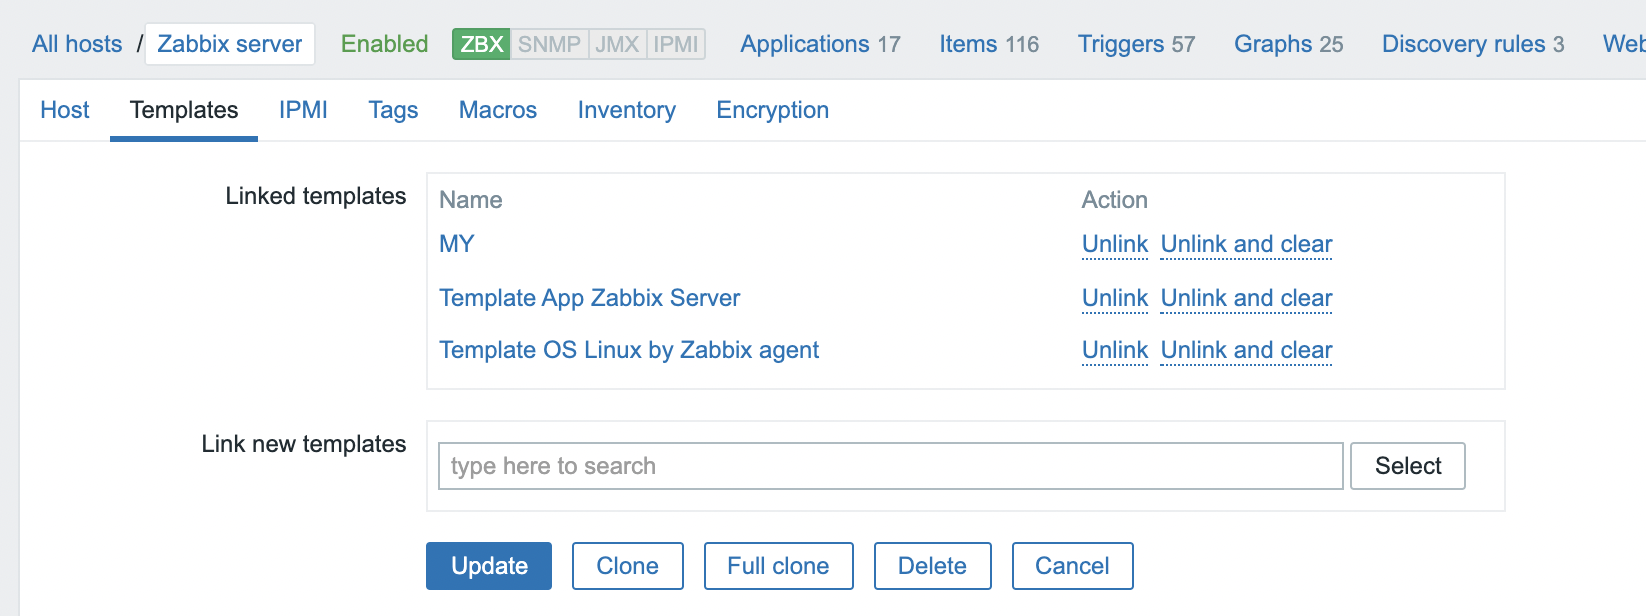 All hosts / Zabbix server Enabled ZBX SNMP JMX IPMI Applications 17 Items 116 Triggers 57 Graphs 25 Discovery rules 3 Web
Host Templates IPMI Tags Macros Inventory Encryption
Linked templates Name Action
MY Unlink Unlink and clear
Template App Zabbix Server Unlink Unlink and clear
Template OS Linux by Zabbix agent Unlink Unlink and clear
Link new templates
type here to search Select
Update Clone Full clone Delete Cancel